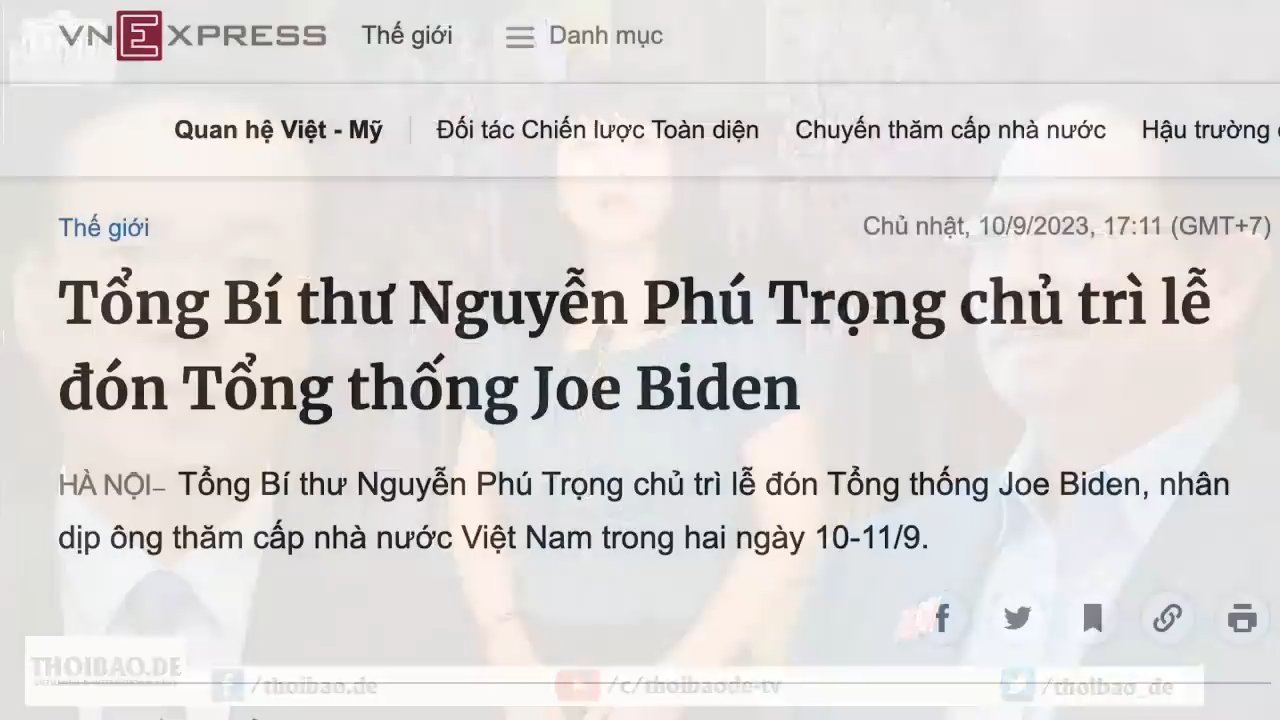 VNEXPRESS Thế giới Danh mục
Quan hệ Việt - Mỹ Đối tác Chiến lược Toàn diện Chuyến thăm cấp nhà nước Hậu trường
Thế giới Chủ nhật, 10/9/2023, 17:11 (GMT+7)
Tổng Bí thư Nguyễn Phú Trọng chủ trì lễ
đón Tổng thống Joe Biden
HÀ NỘI– Tổng Bí thư Nguyễn Phú Trọng chủ trì lễ đón Tổng thống Joe Biden, nhân
dịp ông thăm cấp nhà nước Việt Nam trong hai ngày 10-11/9.
THOIBAO.DE
/thoibao.de /c/thoibaode-tv /thoibao_de